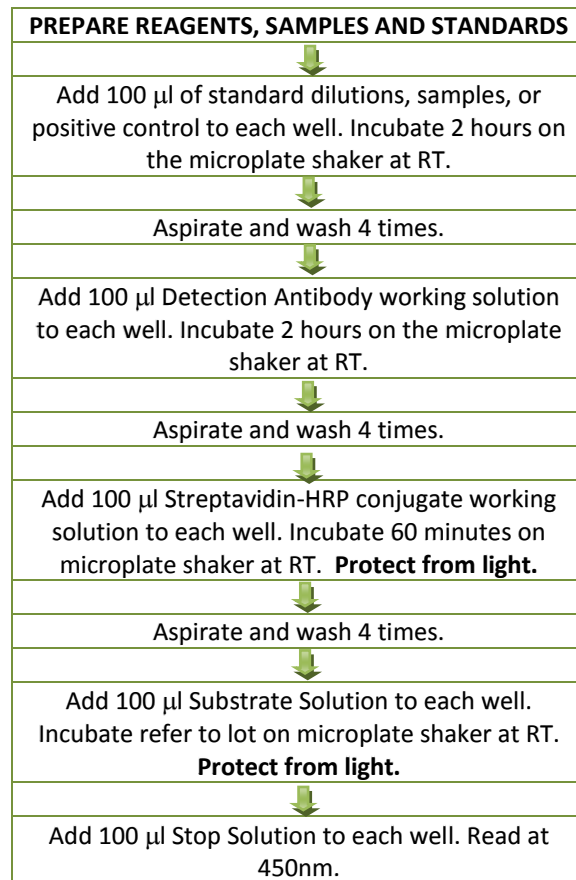 PREPARE REAGENTS, SAMPLES AND STANDARDS
Add 100 μl of standard dilutions, samples, or
positive control to each well. Incubate 2 hours on
the microplate shaker at RT.
Aspirate and wash 4 times.
Add 100 μl Detection Antibody working solution
to each well. Incubate 2 hours on the microplate
shaker at RT.
Aspirate and wash 4 times.
Add 100 μl Streptavidin-HRP conjugate working
solution to each well. Incubate 60 minutes on
microplate shaker at RT. Protect from light.
Aspirate and wash 4 times.
Add 100 μl Substrate Solution to each well.
Incubate refer to lot on microplate shaker at RT.
Protect from light.
Add 100 μl Stop Solution to each well. Read at
450nm.